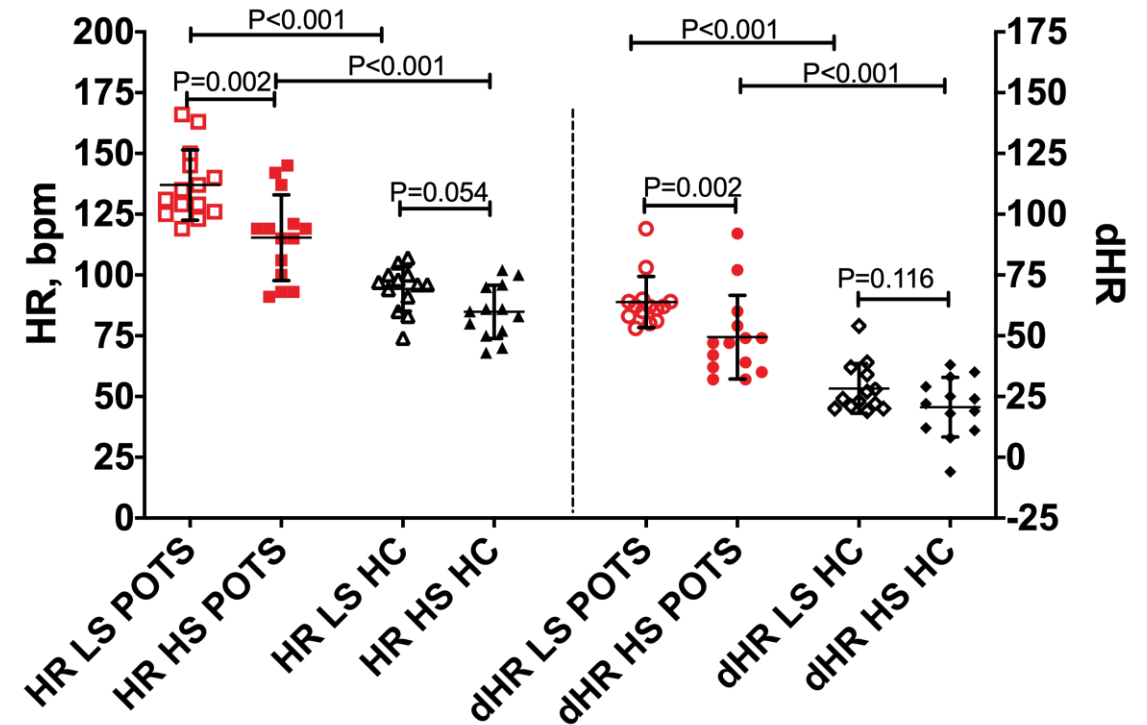 P<0.001
P<0.001
P=0.002
P<0.001
P<0.001
P=0.054
P=0.002
P=0.116
HR, bpm
200
175
150
125
100
75
50
25
0
dHR
175
150
125
100
75
50
25
0
-25
HR LS POTS
HR HS POTS
HR LS HC
HR HS HC
dHR LS POTS
dHR HS POTS
dHR LS HC
dHR HS HC